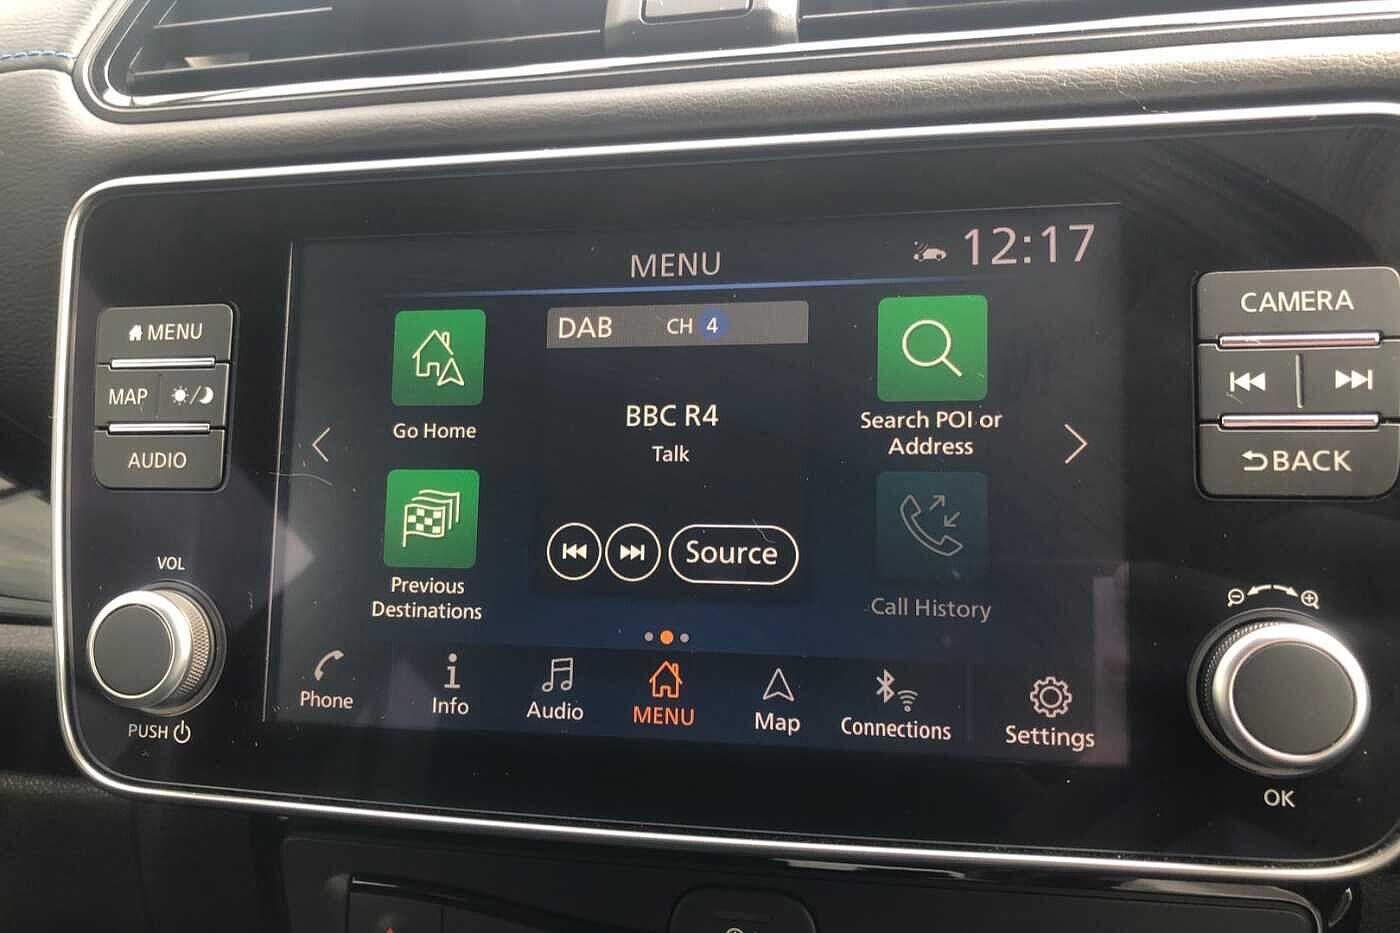 MENU
12:17
MENU
MAP
AUDIO
VOL
PUSH
Go Home
Previous
Destinations
DAB CH 4
BBC R4
Talk
Source
Search POI or
Address
Call History
Phone
Info
Audio
MENU
Map
Connections
Settings
CAMERA
BACK
OK